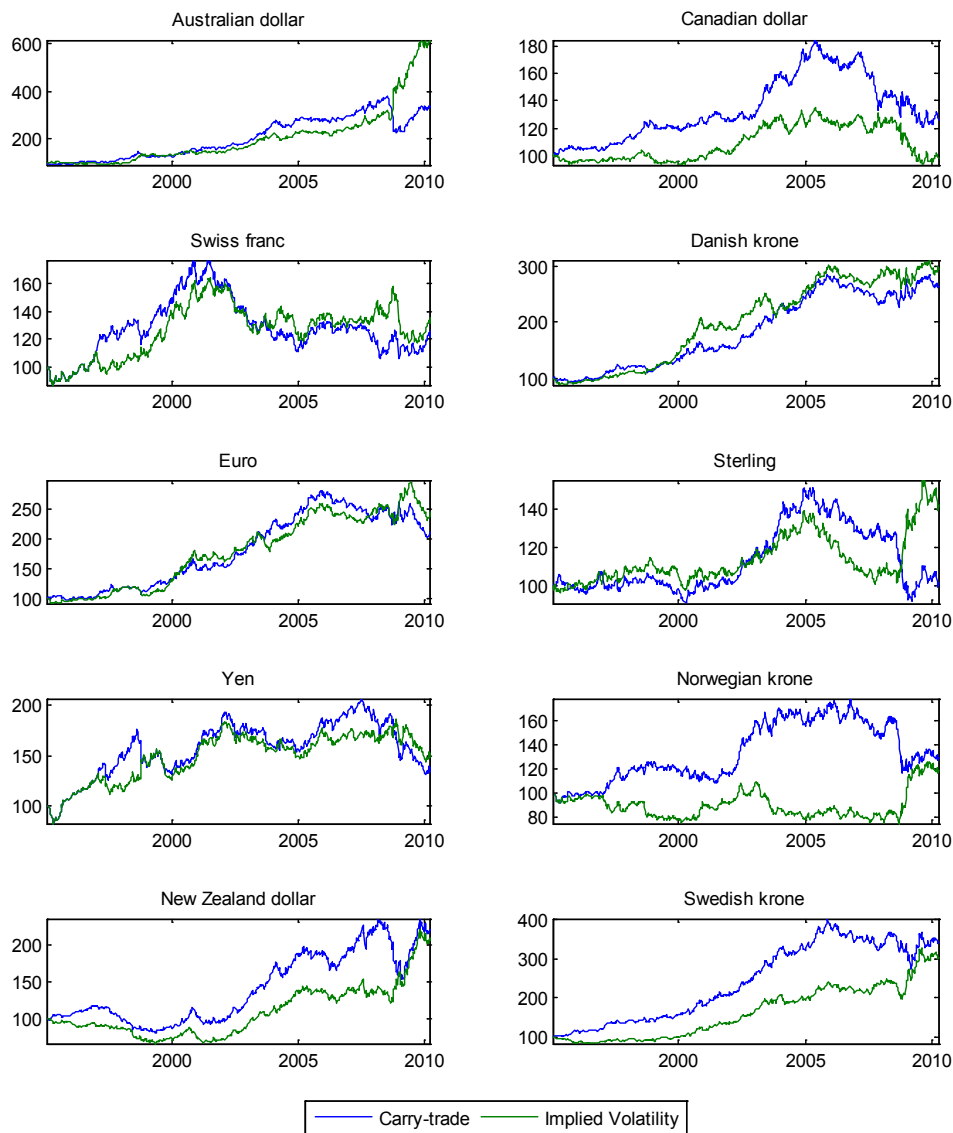 Australian dollar
600
400
200
2000 2005 2010
Canadian dollar
180
160
140
120
100
2000 2005 2010
Swiss franc
160
140
120
100
2000 2005 2010
Danish krone
300
200
100
2000 2005 2010
Euro
250
200
150
100
2000 2005 2010
Sterling
140
120
100
2000 2005 2010
Yen
200
150
100
2000 2005 2010
Norwegian krone
160
140
120
100
80
2000 2005 2010
New Zealand dollar
200
150
100
2000 2005 2010
Swedish krone
400
300
200
100
2000 2005 2010
Carry-trade Implied Volatility